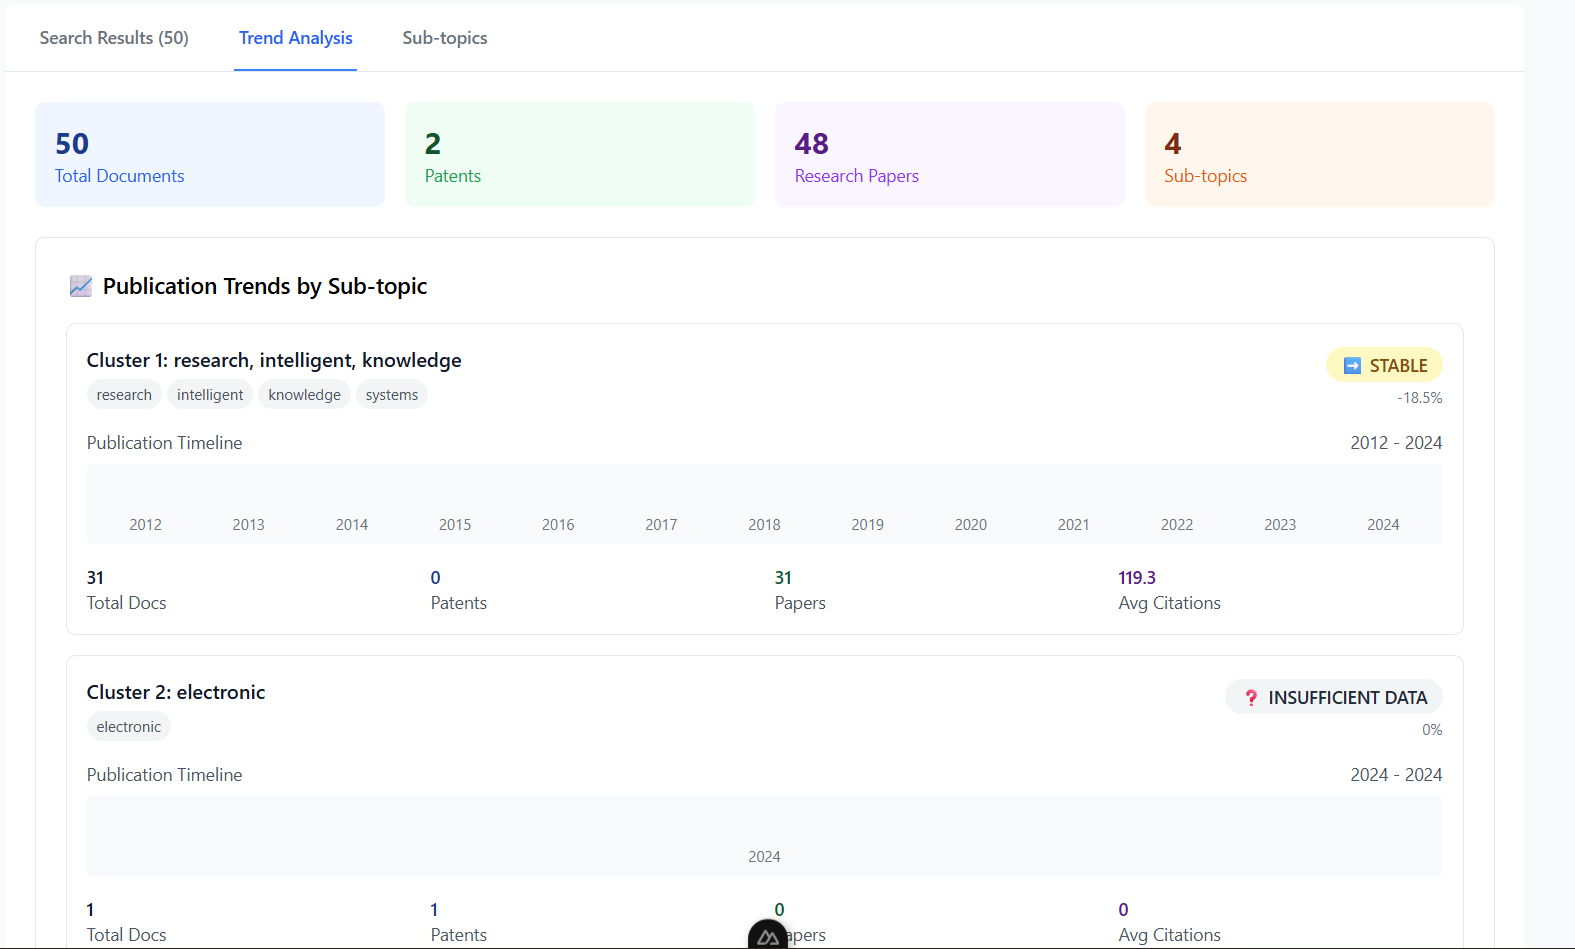 Search Results (50) Trend Analysis Sub-topics
50 2 48 4
Total Documents Patents Research Papers Sub-topics
Publication Trends by Sub-topic
Cluster 1: research, intelligent, knowledge STABLE
research intelligent knowledge systems -18.5%
Publication Timeline 2012 - 2024
2012 2013 2014 2015 2016 2017 2018 2019 2020 2021 2022 2023 2024
31 0 31 119.3
Total Docs Patents Papers Avg Citations
Cluster 2: electronic ❓ INSUFFICIENT DATA
electronic 0%
Publication Timeline 2024 - 2024
2024
1 1 0 0
Total Docs Patents apers Avg Citations